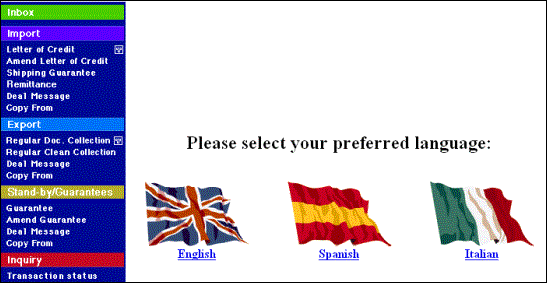 Inbox
Import
Letter of Credit
Amend Letter of Credit
Shipping Guarantee
Remittance
Deal Message
Copy From
Export
Regular Doc. Collection
Regular Clean Collection
Deal Message
Copy From
Stand-by/Guarantees
Guarantee
Amend Guarantee
Deal Message
Copy From
Inquiry
Transaction status
Please select your preferred language:
English
Spanish
Italian